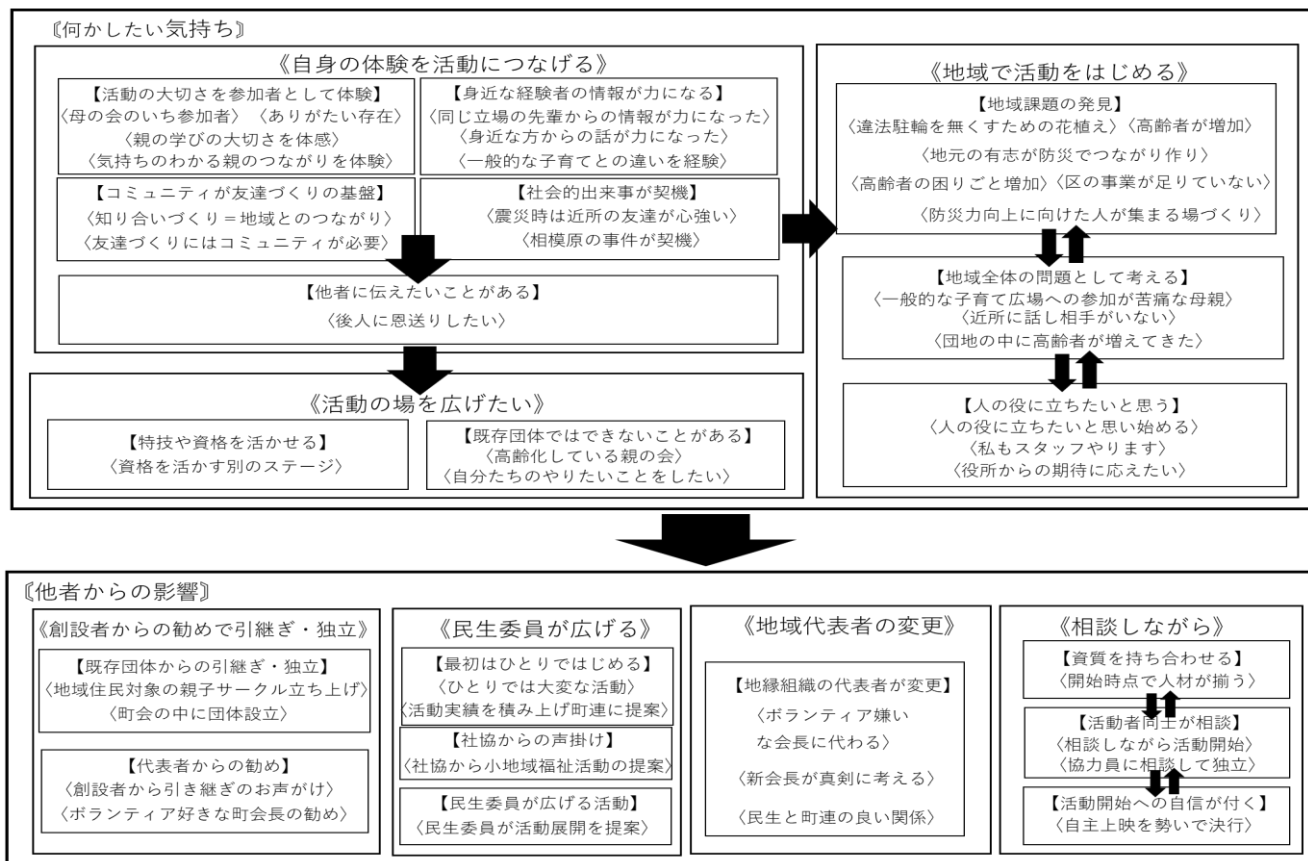 〖何かしたい気持ち〗
《自身の体験を活動につなげる》
【活動の大切さを参加者として体験】
〈母の会のいち参加者〉〈ありがたい存在〉
〈親の学びの大切さを体感〉
〈気持ちのわかる親のつながりを体験〉
【身近な経験者の情報が力になる】
〈同じ立場の先輩からの情報が力になった〉
〈身近な方からの話が力になった〉
〈一般的な子育てとの違いを経験〉
【コミュニティが友達づくりの基盤】
〈知り合いづくり＝地域とのつながり〉
〈友達づくりにはコミュニティが必要〉
【社会的出来事が契機】
〈震災時は近所の友達が心強い〉
〈相模原の事件が契機〉
【他者に伝えたいことがある】
〈後人に恩送りしたい〉
《活動の場を広げたい》
【特技や資格を活かせる】
〈資格を活かす別のステージ〉
【既存団体ではできないことがある】
〈高齢化している親の会〉
〈自分たちのやりたいことをしたい〉
《地域で活動をはじめる》
【地域課題の発見】
〈違法駐輪を無くすための花植え〉〈高齢者が増加〉
〈地元の有志が防災でつながり作り〉
〈高齢者の困りごと増加〉〈区の事業が足りていない〉
〈防災力向上に向けた人が集まる場づくり〉
【地域全体の問題として考える】
〈一般的な子育て広場への参加が苦痛な母親〉
〈近所に話し相手がいない〉
〈団地の中に高齢者が増えてきた〉
【人の役に立ちたいと思う】
〈人の役に立ちたいと思い始める〉
〈私もスタッフやります〉
〈役所からの期待に応えたい〉
〖他者からの影響〗
《創設者からの勧めで引継ぎ・独立》
【既存団体からの引継ぎ・独立】
〈地域住民対象の親子サークル立ち上げ〉
〈町会の中に団体設立〉
【代表者からの勧め】
〈創設者から引き継ぎのお声がけ〉
〈ボランティア好きな町会長の勧め〉
《民生委員が広げる》
【最初はひとりではじめる】
〈ひとりでは大変な活動〉
〈活動実績を積み上げ町連に提案〉
【社協からの声掛け】
〈社協から小地域福祉活動の提案〉
【民生委員が広げる活動】
〈民生委員が活動展開を提案〉
《地域代表者の変更》
【地縁組織の代表者が変更】
〈ボランティア嫌い
な会長に代わる〉
〈新会長が真剣に考える〉
〈民生と町連の良い関係〉
《相談しながら》
【資質を持ち合わせる】
〈開始時点で人材が揃う〉
【活動者同士が相談】
〈相談しながら活動開始〉
〈協力員に相談して独立〉
【活動開始への自信が付く】
〈自主上映を勢いで決行〉